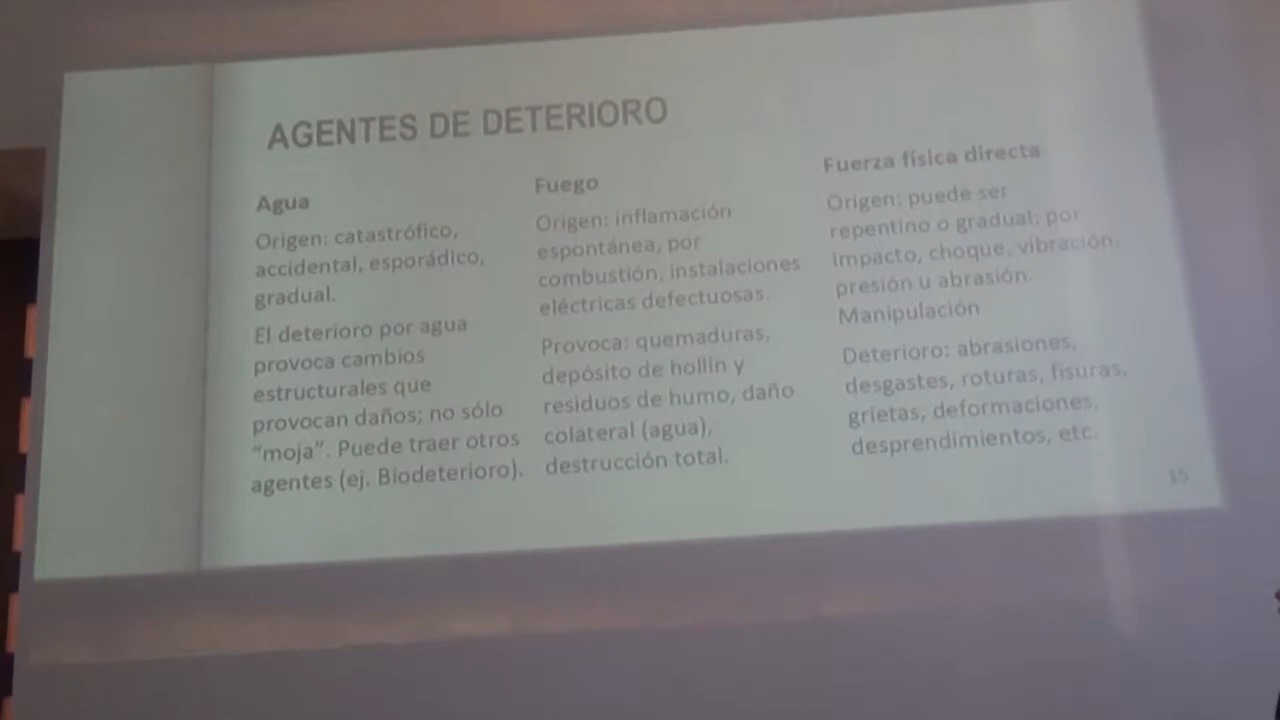 AGENTES DE DETERIORO
Agua
Origen: catastrófico,
accidental, esporádico,
gradual.
El deterioro por agua
provoca cambios
estructurales que
provocan daños; no sólo
“moja”. Puede traer otros
agentes (ej. Biodeterioro).
Fuego
Origen: inflamación
espontánea, por
combustión, instalaciones
eléctricas defectuosas.
Provoca: quemaduras,
depósito de hollín y
residuos de humo, daño
colateral (agua),
destrucción total.
Fuerza física directa
Origen: puede ser
repentino o gradual; por
impacto, choque, vibración,
presión u abrasión.
Manipulación
Deterioro: abrasiones,
desgastes, roturas, fisuras,
grietas, deformaciones,
desprendimientos, etc.
15